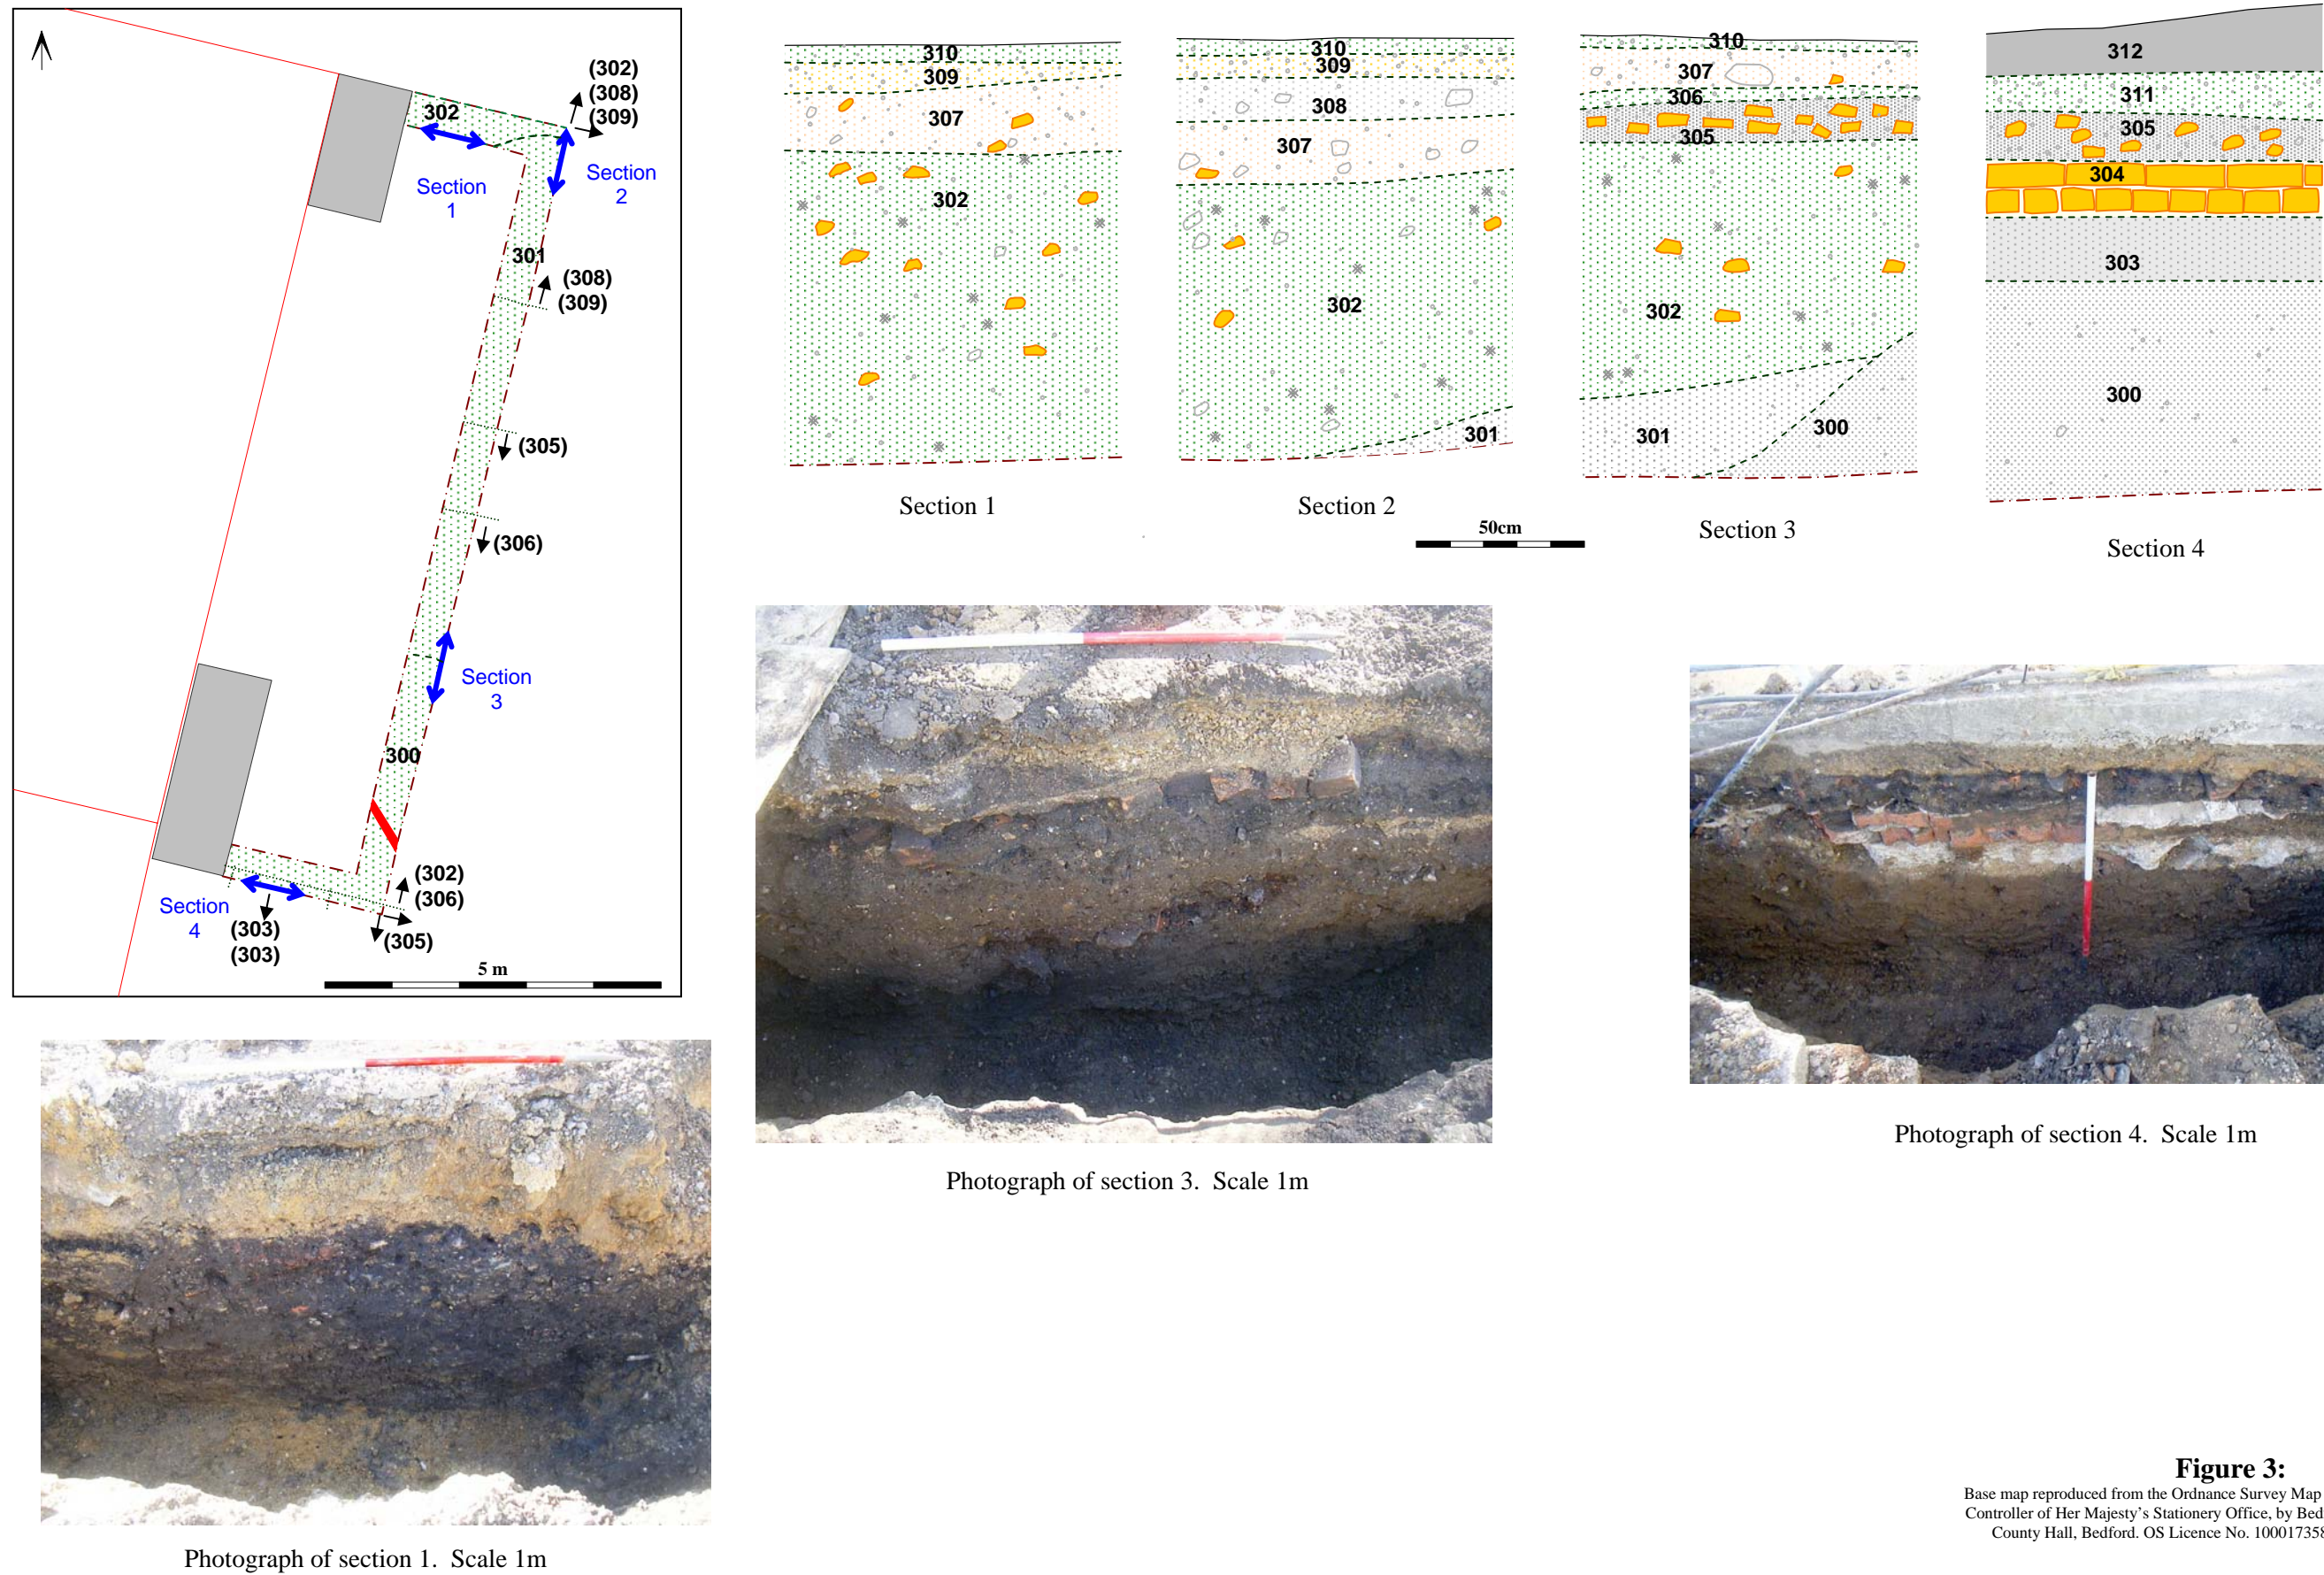 302
(302)
(308)
(309)
Section
1
Section
2
301
(308)
(309)
(305)
(306)
Section
3
300
Section
4
(303)
(303)
(302)
(306)
(305)
5 m
310
309
307
302
Section 1
310
309
308
307
302
301
Section 2
50cm
310
307
306
305
302
301
300
Section 3
312
311
305
304
303
300
Section 4
Photograph of section 3. Scale 1m
Photograph of section 4. Scale 1m
Photograph of section 1. Scale 1m
Figure 3:
Base map reproduced from the Ordnance Survey Map
Controller of Her Majesty's Stationery Office, by Bed
County Hall, Bedford. OS Licence No. 100017358